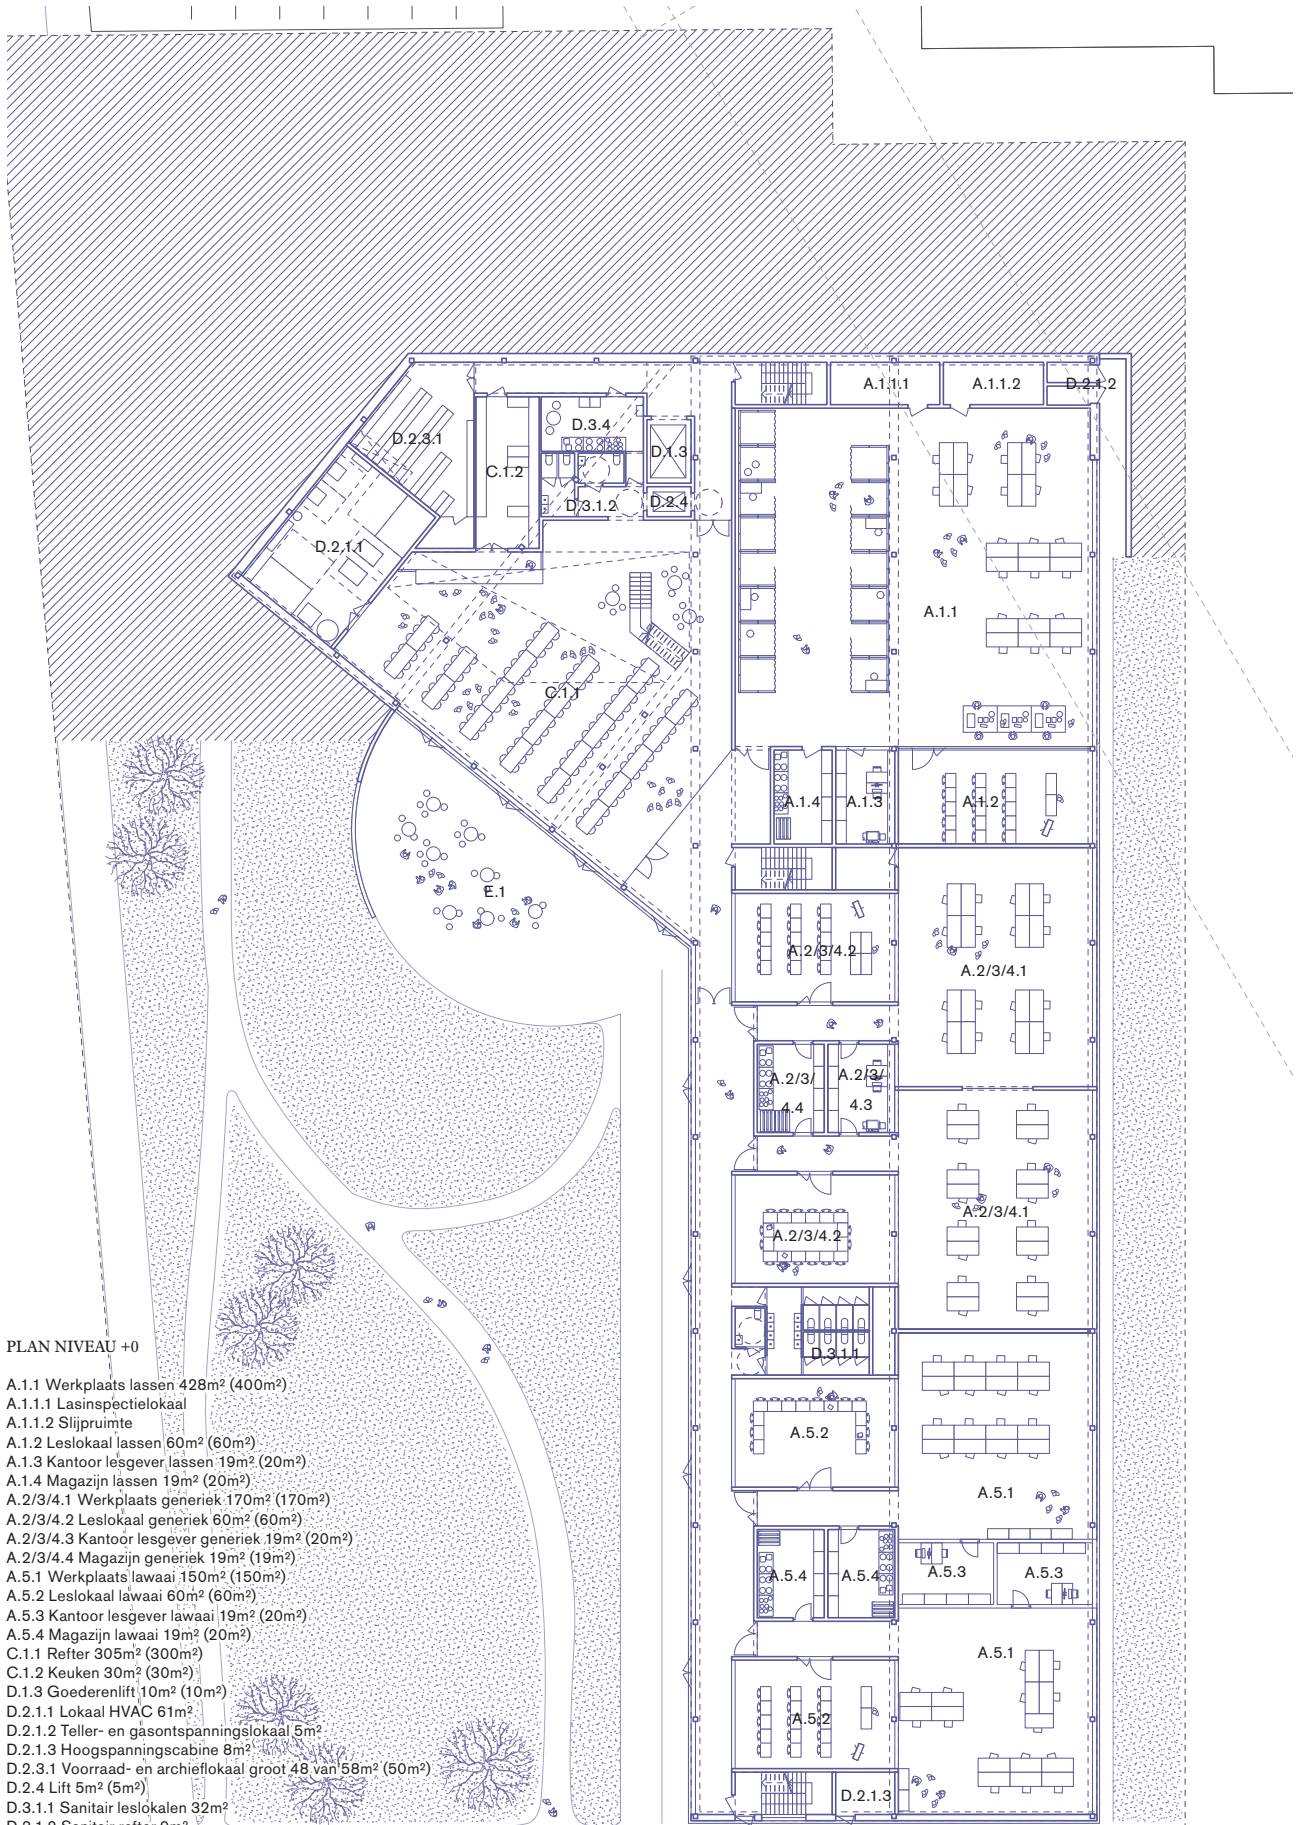 A.1.1.1
A.1.1.2
D.2.1.2
D.2.3.1
D.3.4
D.1.3
C.1.2
D.3.1.2
D.2.4
D.2.1.1
A.1.1
C.1.1
A.1.4
A.1.3
A.1.2
E.1
A.2/3/4.2
A.2/3/4.1
A.2/3/
4.4
A.2/3/
4.3
A.2/3/4.2
A.2/3/4.1
D.3.1.1
A.5.2
A.5.1
A.5.4
A.5.4
A.5.3
A.5.3
A.5.1
A.5.2
D.2.1.3
PLAN NIVEAU +0
A.1.1 Werkplaats lassen 428m² (400m²)
A.1.1.1 Lasinspectielokaal
A.1.1.2 Slijpruimte
A.1.2 Leslokaal lassen 60m² (60m²)
A.1.3 Kantoor lesgever lassen 19m² (20m²)
A.1.4 Magazijn lassen 19m² (20m²)
A.2/3/4.1 Werkplaats generiek 170m² (170m²)
A.2/3/4.2 Leslokaal generiek 60m² (60m²)
A.2/3/4.3 Kantoor lesgever generiek 19m² (20m²)
A.2/3/4.4 Magazijn generiek 19m² (19m²)
A.5.1 Werkplaats lawaai 150m² (150m²)
A.5.2 Leslokaal lawaai 60m² (60m²)
A.5.3 Kantoor lesgever lawaai 19m² (20m²)
A.5.4 Magazijn lawaai 19m² (20m²)
C.1.1 Refter 305m² (300m²)
C.1.2 Keuken 30m² (30m²)
D.1.3 Goederenlift 10m² (10m²)
D.2.1.1 Lokaal HVAC 61m²
D.2.1.2 Teller- en gasontspanningslokaal 5m²
D.2.1.3 Hoogspanningscabine 8m²
D.2.3.1 Voorraad- en archieflokaal groot 48 van 58m² (50m²)
D.2.4 Lift 5m² (5m²)
D.3.1.1 Sanitair leslokalen 32m²